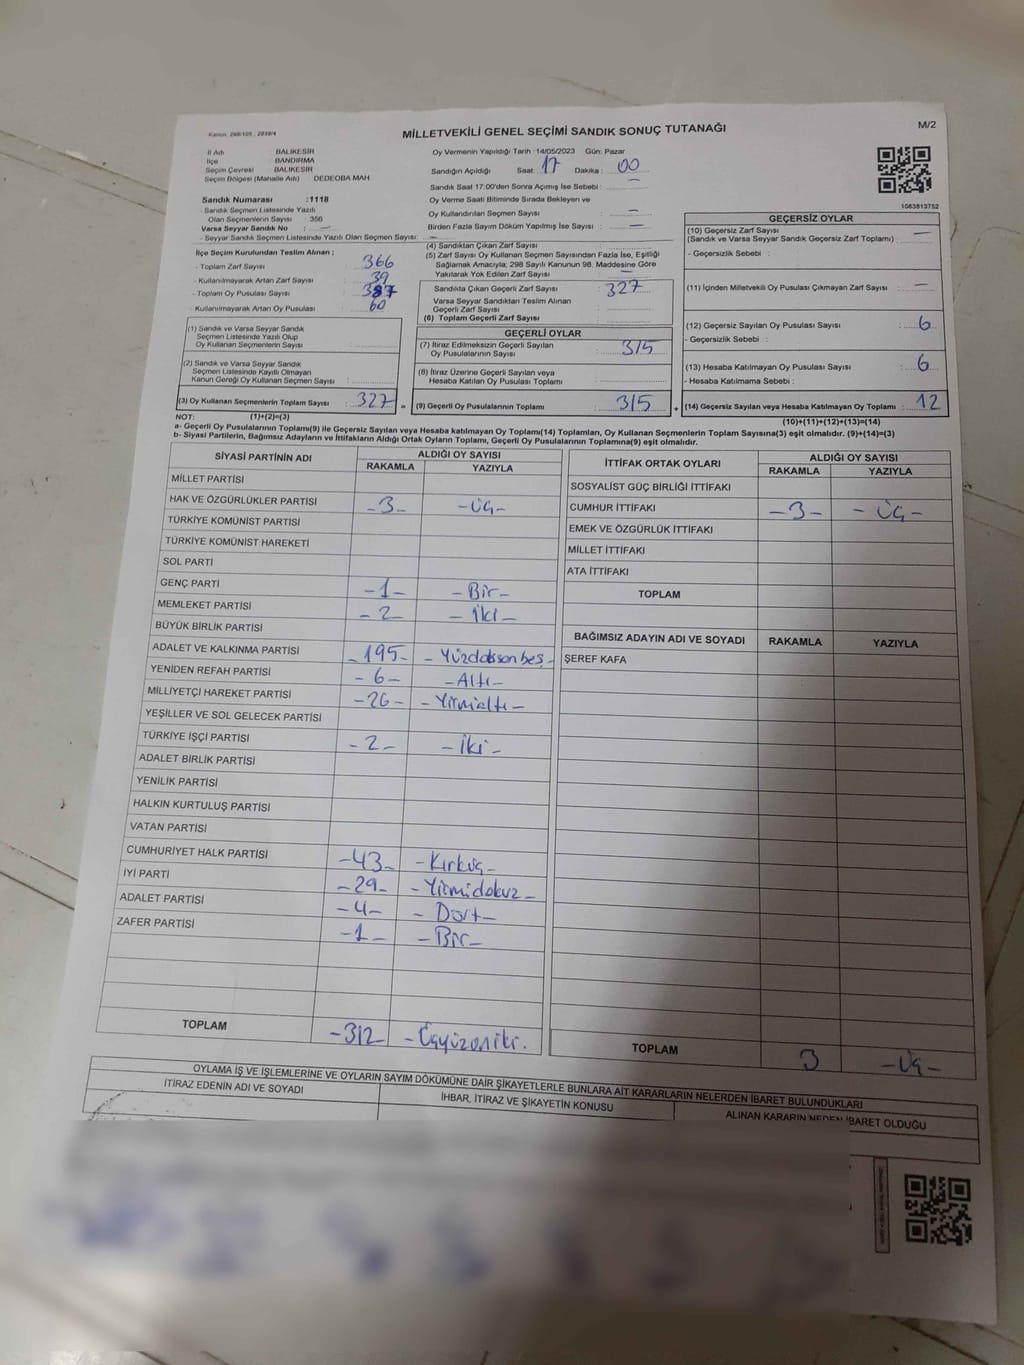 Kanun: 298/105 , 2839/4
MİLLETVEKİLİ GENEL SEÇİMİ SANDIK SONUÇ TUTANAĞI
M/2
İl Adı BALIKESİR
İlçe BANDIRMA
Seçim Çevresi BALIKESİR
Seçim Bölgesi (Mahalle Adı) DEDEOBA MAH
Sandık Numarası :1118
- Sandık Seçmen Listesinde Yazılı
Olan Seçmenlerin Sayısı : 356
Varsa Seyyar Sandık No : —
- Seyyar Sandık Seçmen Listesinde Yazılı Olan Seçmen Sayısı: —
İlçe Seçim Kurulundan Teslim Alınan ;
- Toplam Zarf Sayısı 366
- Kullanılmayarak Artan Zarf Sayısı 39
- Toplam Oy Pusulası Sayısı 387
- Kullanılmayarak Artan Oy Pusulası 60
(1) Sandık ve Varsa Seyyar Sandık
Seçmen Listesinde Yazılı Olup
Oy Kullanan Seçmenlerin Sayısı :
(2) Sandık ve Varsa Seyyar Sandık
Seçmen Listesinde Kayıtlı Olmayan
Kanun Gereği Oy Kullanan Seçmen Sayısı :
(3) Oy Kullanan Seçmenlerin Toplam Sayısı : 327 =
Oy Vermenin Yapıldığı Tarih : 14/05/2023 Gün: Pazar
Sandığın Açıldığı Saat: 17 Dakika : 00
Sandık Saat 17:00'den Sonra Açımış İse Sebebi : —
Oy Verme Saati Bitiminde Sırada Bekleyen ve
Oy Kullandırılan Seçmen Sayısı : —
Birden Fazla Sayım Döküm Yapılmış İse Sayısı : —
(4) Sandıktan Çıkan Zarf Sayısı :
(5) Zarf Sayısı Oy Kullanan Seçmen Sayısından Fazla İse, Eşitliği
Sağlamak Amacıyla; 298 Sayılı Kanunun 98. Maddesine Göre
Yakılarak Yok Edilen Zarf Sayısı : —
Sandıkta Çıkan Geçerli Zarf Sayısı : 327
Varsa Seyyar Sandıktan Teslim Alınan
Geçerli Zarf Sayısı :
(6) Toplam Geçerli Zarf Sayısı :
GEÇERLİ OYLAR
(7) İtiraz Edilmeksizin Geçerli Sayılan
Oy Pusulalarının Sayısı : 315
(8) İtiraz Üzerine Geçerli Sayılan veya
Hesaba Katılan Oy Pusulası Toplamı :
(9) Geçerli Oy Pusulalarının Toplamı : 315 +
1083813752
GEÇERSİZ OYLAR
(10) Geçersiz Zarf Sayısı
(Sandık ve Varsa Seyyar Sandık Geçersiz Zarf Toplamı) : —
- Geçersizlik Sebebi :
(11) İçinden Milletvekili Oy Pusulası Çıkmayan Zarf Sayısı : —
(12) Geçersiz Sayılan Oy Pusulası Sayısı : 6
- Geçersizlik Sebebi :
(13) Hesaba Katılmayan Oy Pusulası Sayısı : 6
- Hesaba Katılmama Sebebi :
(14) Geçersiz Sayılan veya Hesaba Katılmayan Oy Toplamı : 12
NOT: (1)+(2)=(3)
(10)+(11)+(12)+(13)=(14)
a- Geçerli Oy Pusulalarının Toplamı(9) ile Geçersiz Sayılan veya Hesaba katılmayan Oy Toplamı(14) Toplamları, Oy Kullanan Seçmenlerin Toplam Sayısına(3) eşit olmalıdır. (9)+(14)=(3)
b- Siyasi Partilerin, Bağımsız Adayların ve İttifakların Aldığı Ortak Oyların Toplamı, Geçerli Oy Pusulalarının Toplamına(9) eşit olmalıdır.
SİYASİ PARTİNİN ADI ALDIĞI OY SAYISI
RAKAMLA YAZIYLA
MİLLET PARTİSİ
HAK VE ÖZGÜRLÜKLER PARTİSİ -3- -Üç-
TÜRKİYE KOMÜNİST PARTİSİ
TÜRKİYE KOMÜNİST HAREKETİ
SOL PARTİ
GENÇ PARTİ -1- -Bir-
MEMLEKET PARTİSİ -2- -İki-
BÜYÜK BİRLİK PARTİSİ
ADALET VE KALKINMA PARTİSİ -195- -Yüzdoksanbeş-
YENİDEN REFAH PARTİSİ -6- -Altı-
MİLLİYETÇİ HAREKET PARTİSİ -26- -Yirmialtı-
YEŞİLLER VE SOL GELECEK PARTİSİ
TÜRKİYE İŞÇİ PARTİSİ -2- -İki-
ADALET BİRLİK PARTİSİ
YENİLİK PARTİSİ
HALKIN KURTULUŞ PARTİSİ
VATAN PARTİSİ
CUMHURİYET HALK PARTİSİ -43- -Kırküç-
İYİ PARTİ -29- -Yirmidokuz-
ADALET PARTİSİ -4- -Dört-
ZAFER PARTİSİ -1- -Bir-
TOPLAM -312- -Üçyüzoniki.
İTTİFAK ORTAK OYLARI ALDIĞI OY SAYISI
RAKAMLA YAZIYLA
SOSYALİST GÜÇ BİRLİĞİ İTTİFAKI
CUMHUR İTTİFAKI -3- -Üç-
EMEK VE ÖZGÜRLÜK İTTİFAKI
MİLLET İTTİFAKI
ATA İTTİFAKI
TOPLAM
BAĞIMSIZ ADAYIN ADI VE SOYADI RAKAMLA YAZIYLA
ŞEREF KAFA
TOPLAM 3 -Üç-
OYLAMA İŞ VE İŞLEMLERİNE VE OYLARIN SAYIM DÖKÜMÜNE DAİR ŞİKAYETLERLE BUNLARA AİT KARARLARIN NELERDEN İBARET BULUNDUKLARI
İTİRAZ EDENİN ADI VE SOYADI İHBAR, İTİRAZ VE ŞİKAYETİN KONUSU ALINAN KARARIN NEDEN İBARET OLDUĞU